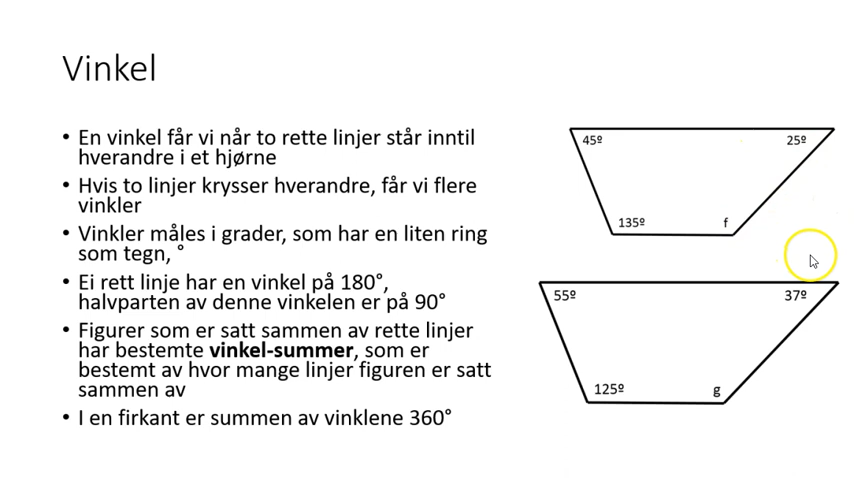 Vinkel
• En vinkel får vi når to rette linjer står inntil
hverandre i et hjørne
• Hvis to linjer krysser hverandre, får vi flere
vinkler
• Vinkler måles i grader, som har en liten ring
som tegn, °
• Ei rett linje har en vinkel på 180°,
halvparten av denne vinkelen er på 90°
• Figurer som er satt sammen av rette linjer
har bestemte vinkel-summer, som er
bestemt av hvor mange linjer figuren er satt
sammen av
• I en firkant er summen av vinklene 360°
45º 25º
135º f
55º 37º
125º g